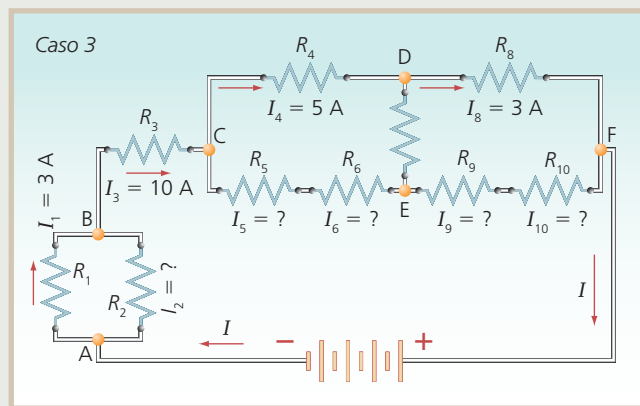 Caso 3
R4
D
R8
I4 = 5 A
I8 = 3 A
R3
C
F
I3 = 10 A
R5
R6
R9
R10
I5 = ?
I6 = ?
E
I9 = ?
I10 = ?
I1 = 3 A
B
R1
R2
I2 = ?
A
I
I
− +